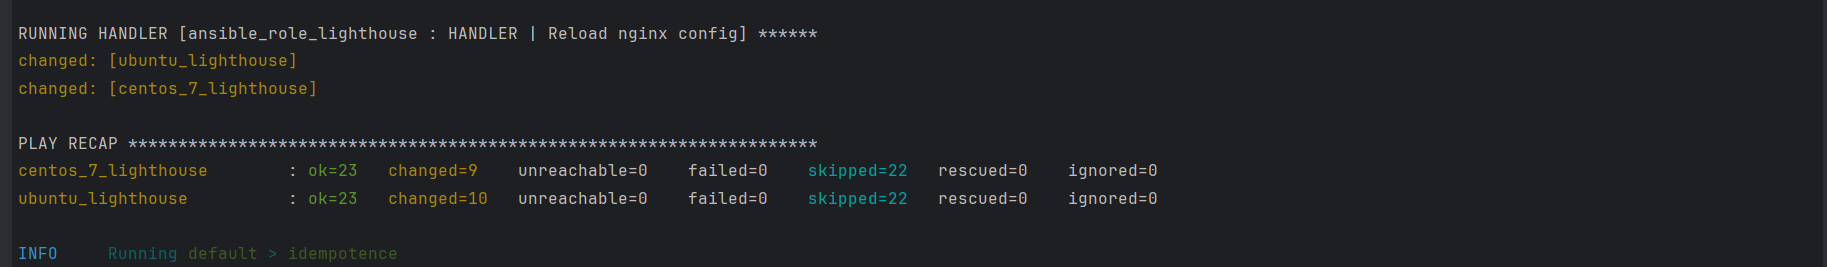 RUNNING HANDLER [ansible_role_lighthouse : HANDLER | Reload nginx config] ******
changed: [ubuntu_lighthouse]
changed: [centos_7_lighthouse]
PLAY RECAP *********************************************************************
centos_7_lighthouse        : ok=23   changed=9    unreachable=0    failed=0    skipped=22   rescued=0    ignored=0
ubuntu_lighthouse          : ok=23   changed=10   unreachable=0    failed=0    skipped=22   rescued=0    ignored=0
INFO     Running default > idempotence